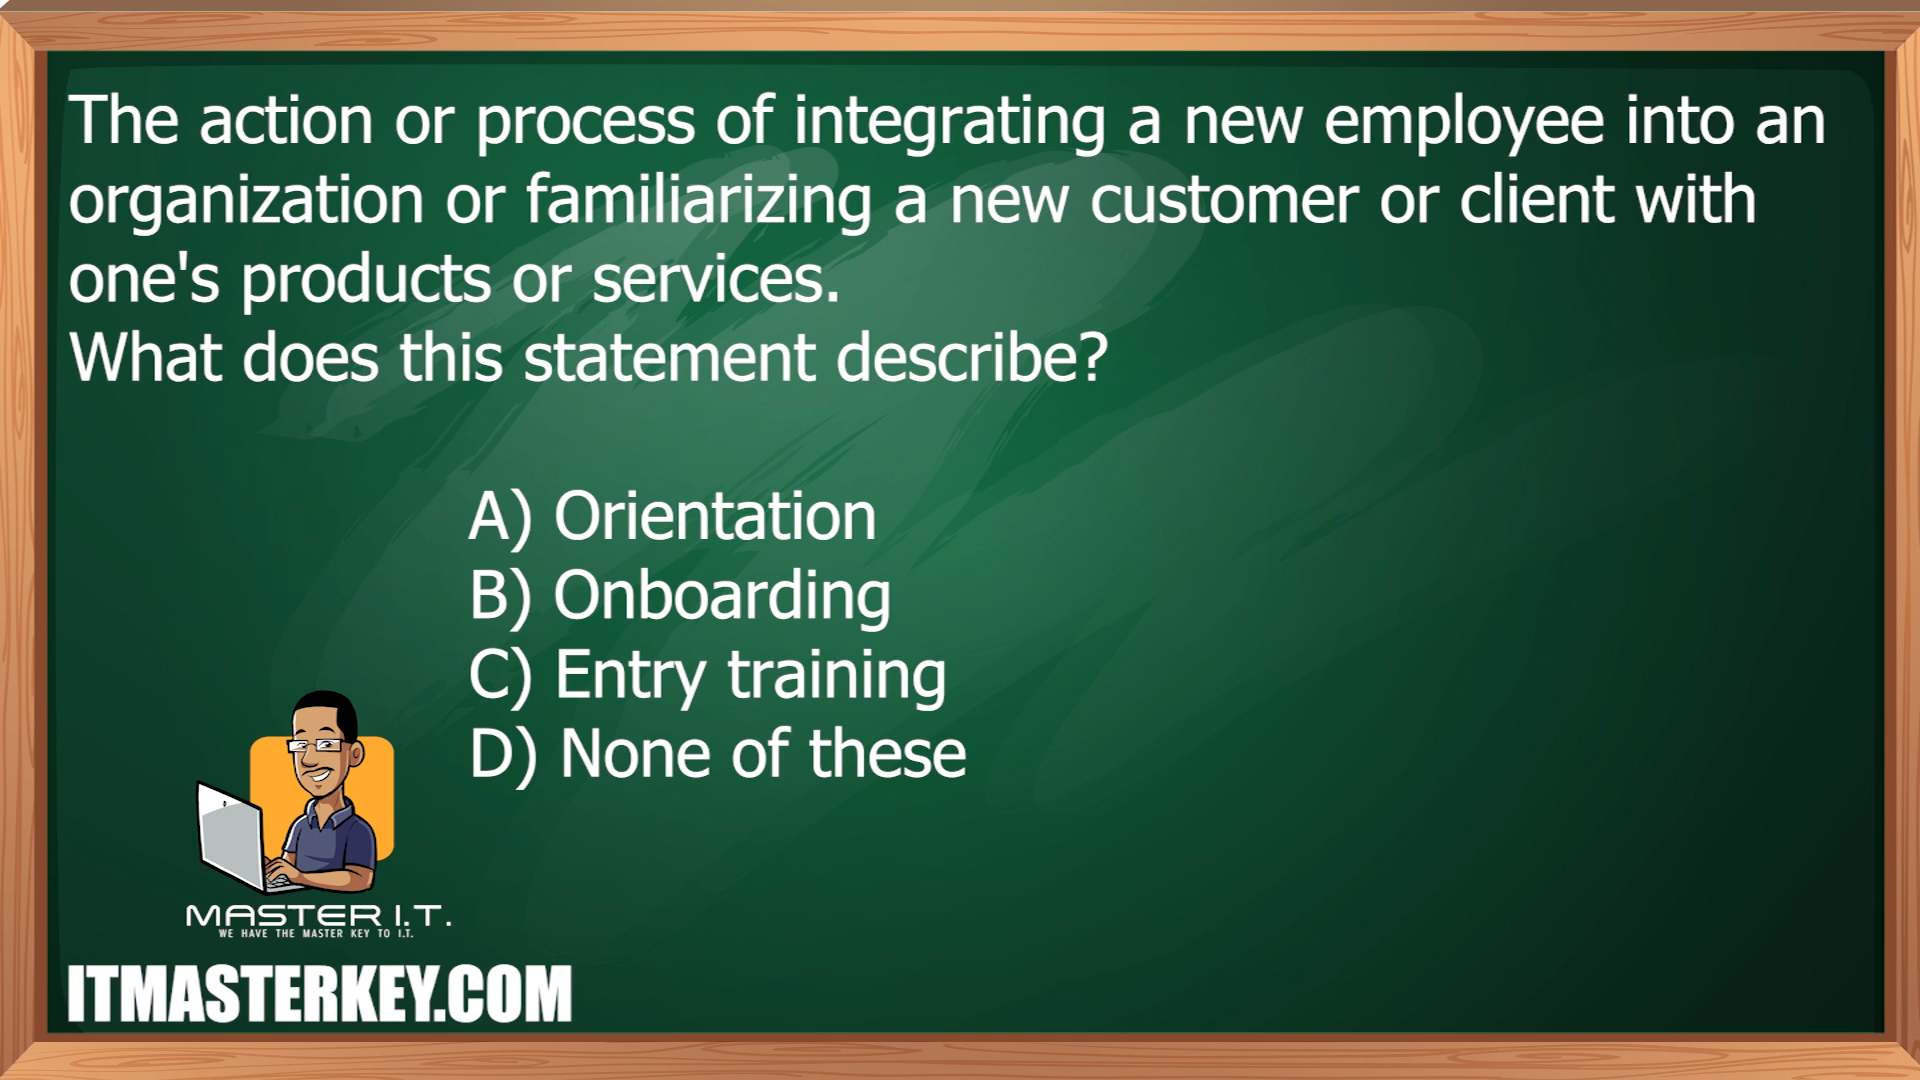 The action or process of integrating a new employee into an
organization or familiarizing a new customer or client with
one's products or services.
What does this statement describe?
A) Orientation
B) Onboarding
C) Entry training
D) None of these
MASTER I.T.
WE HAVE THE MASTER KEY TO I.T.
ITMASTERKEY.COM